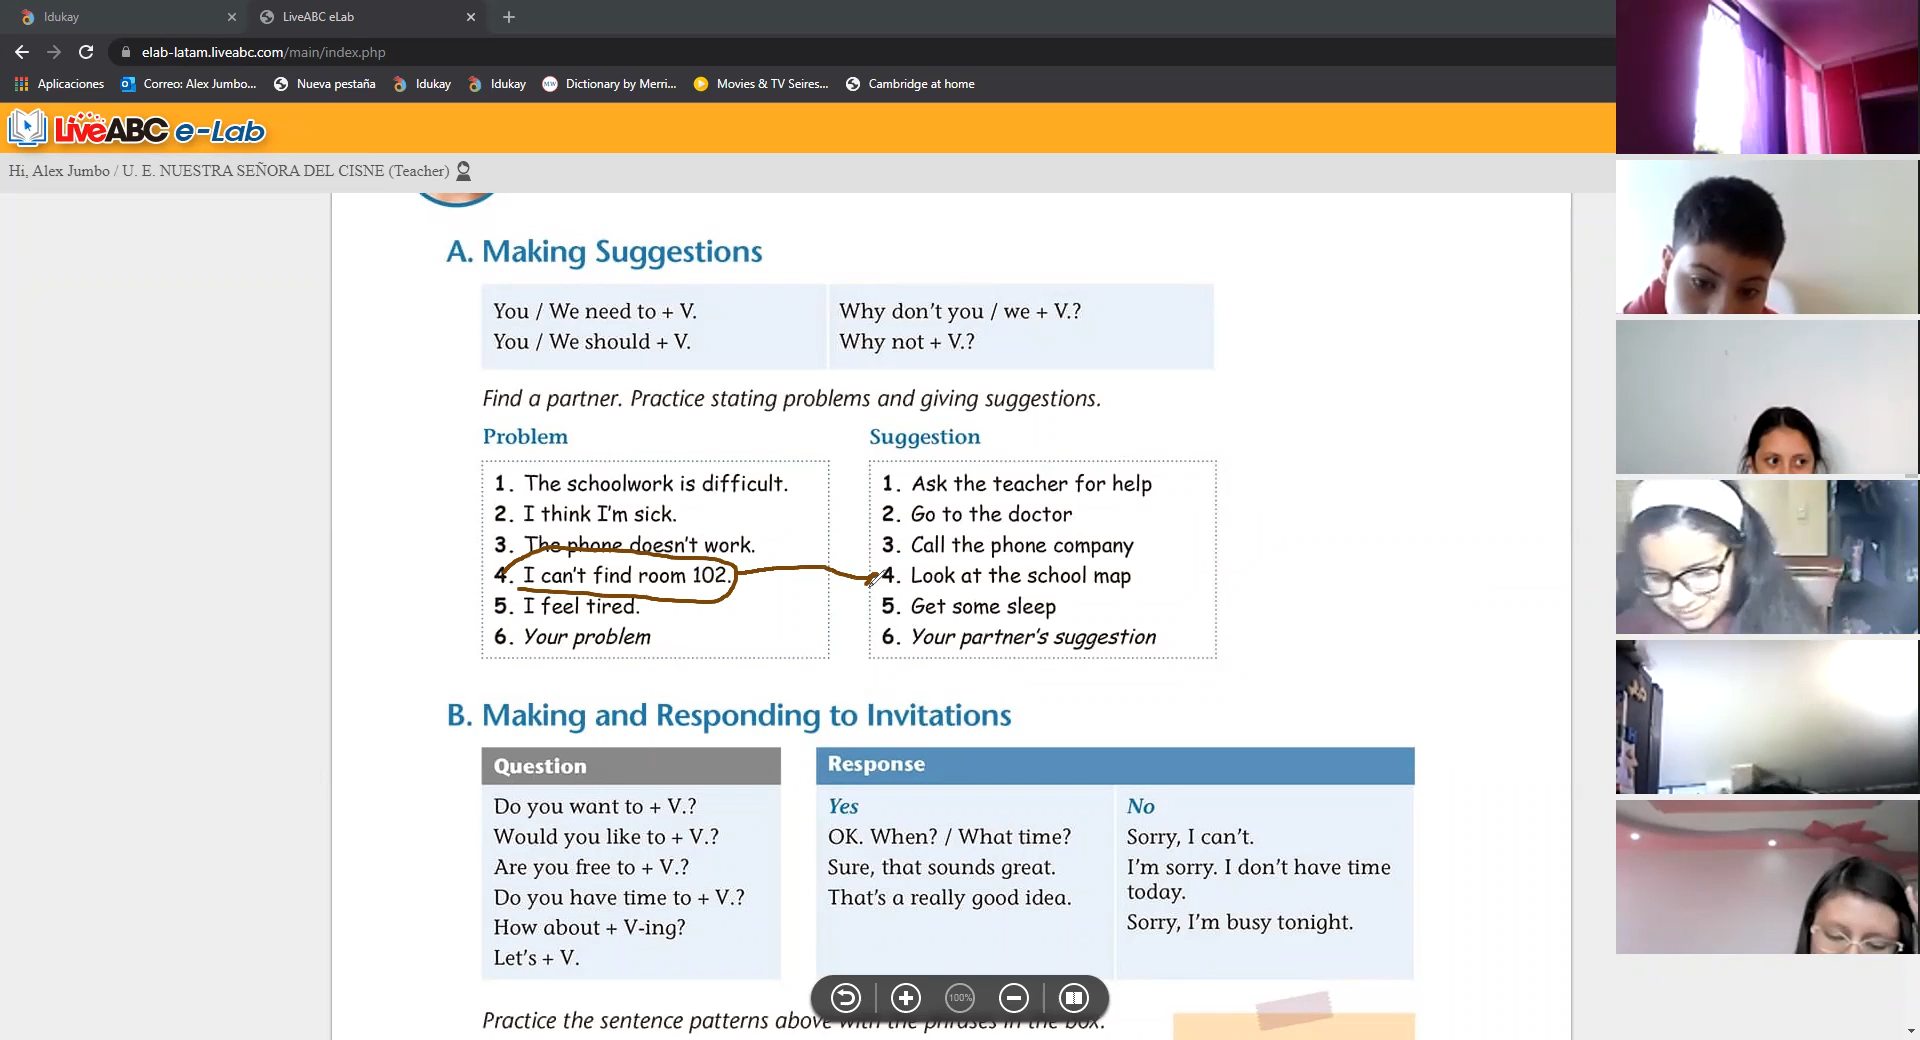 Idukay
LiveABC eLab
elab-latam.liveabc.com/main/index.php
Aplicaciones
Correo: Alex Jumbo...
Nueva pestaña
Idukay
Idukay
Dictionary by Merri...
Movies & TV Seires...
Cambridge at home
LiveABC e-Lab
Hi, Alex Jumbo / U. E. NUESTRA SEÑORA DEL CISNE (Teacher)
A. Making Suggestions
You / We need to + V.
You / We should + V.
Why don't you / we + V.?
Why not + V.?
Find a partner. Practice stating problems and giving suggestions.
Problem
1. The schoolwork is difficult.
2. I think I'm sick.
3. The phone doesn't work.
4. I can't find room 102.
5. I feel tired.
6. Your problem
Suggestion
1. Ask the teacher for help
2. Go to the doctor
3. Call the phone company
4. Look at the school map
5. Get some sleep
6. Your partner's suggestion
B. Making and Responding to Invitations
Question
Do you want to + V.?
Would you like to + V.?
Are you free to + V.?
Do you have time to + V.?
How about + V-ing?
Let's + V.
Response
Yes
OK. When? / What time?
Sure, that sounds great.
That's a really good idea.
No
Sorry, I can't.
I'm sorry. I don't have time
today.
Sorry, I'm busy tonight.
100%
Practice the sentence patterns above with the phrases in the box.